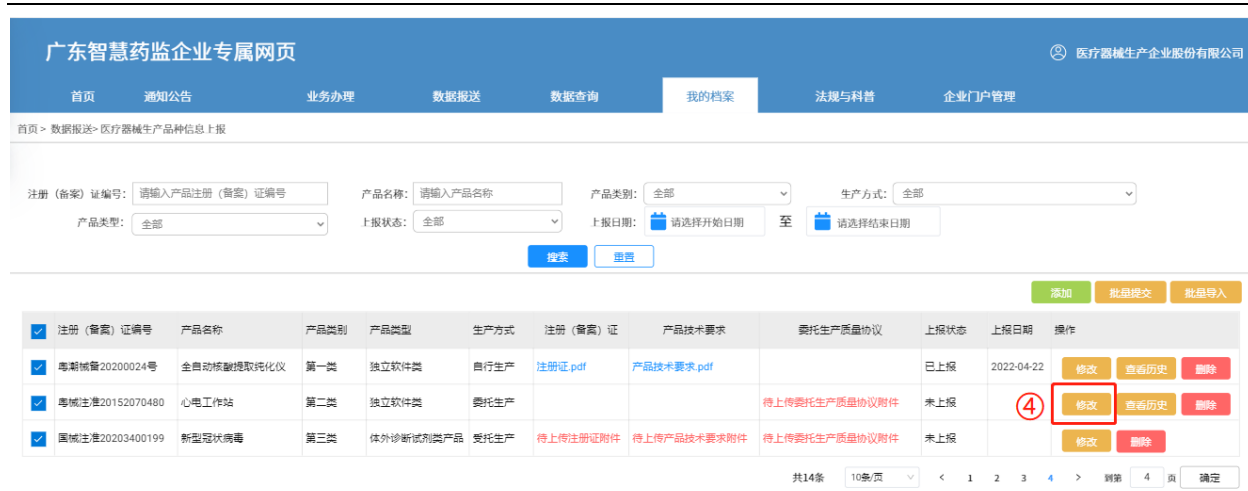 广东智慧药监企业专属网页
医疗器械生产企业股份有限公司
首页 通知公告 业务办理 数据报送 数据查询 我的档案 法规与科普 企业门户管理
首页 > 数据报送> 医疗器械生产品种信息上报
注册（备案）证编号： 请输入产品注册（备案）证编号 产品名称： 请输入产品名称 产品类别： 全部 生产方式： 全部
产品类型： 全部 上报状态： 全部 上报日期： 请选择开始日期 至 请选择结束日期
搜索 重置
添加 批量提交 批量导入
注册（备案）证编号 产品名称 产品类别 产品类型 生产方式 注册（备案）证 产品技术要求 委托生产质量协议 上报状态 上报日期 操作
粤潮械备20200024号 全自动核酸提取纯化仪 第一类 独立软件类 自行生产 注册证.pdf 产品技术要求.pdf 已上报 2022-04-22 修改 查看历史 删除
粤械注准20152070480 心电工作站 第二类 独立软件类 委托生产 待上传委托生产质量协议附件 未上报 ④ 修改 查看历史 删除
国械注准20203400199 新型冠状病毒 第三类 体外诊断试剂类产品 受托生产 待上传注册证附件 待上传产品技术要求附件 待上传委托生产质量协议附件 未上报 修改 删除
共14条 10条/页 < 1 2 3 4 > 到第 4 页 确定